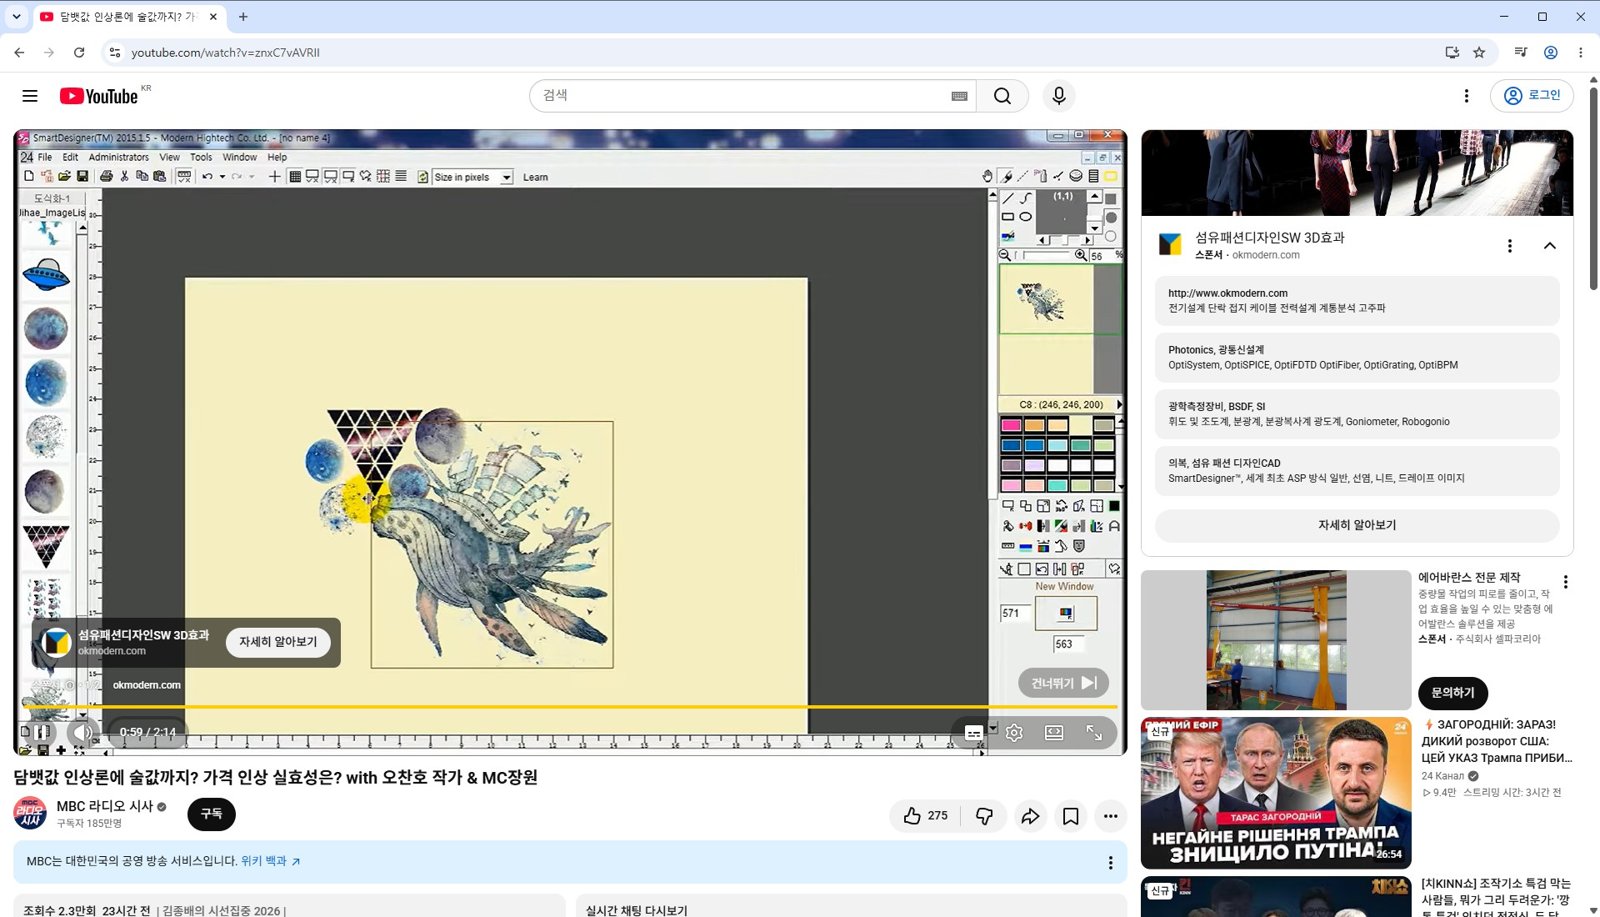 담뱃값 인상론에 술값까지? 가
youtube.com/watch?v=znxC7vAVRII
YouTube KR
검색
로그인
SmartDesigner(TM) 2015.1.5 - Modern Hightech Co. Ltd. - [no name 4]
24 File Edit Administrators View Tools Window Help
Size in pixels Learn
도식화-1
Jihae_ImageLis
(1,1)
56 %
C8 : (246, 246, 200)
New Window
571
563
섬유패션디자인SW 3D효과
okmodern.com
자세히 알아보기
okmodern.com
건너뛰기
0:59 / 2:14
담뱃값 인상론에 술값까지? 가격 인상 실효성은? with 오찬호 작가 & MC장원
MBC 라디오 시사
구독자 185만명
구독
275
MBC는 대한민국의 공영 방송 서비스입니다. 위키 백과
조회수 2.3만회 23시간 전 | 김종배의 시선집중 2026 |
실시간 채팅 다시보기
섬유패션디자인SW 3D효과
스폰서 · okmodern.com
http://www.okmodern.com
전기설계 단락 접지 케이블 전력설계 계통분석 고주파
Photonics, 광통신설계
OptiSystem, OptiSPICE, OptiFDTD OptiFiber, OptiGrating, OptiBPM
광학측정장비, BSDF, SI
휘도 및 조도계, 분광계, 분광복사계 광도계, Goniometer, Robogonio
의복, 섬유 패션 디자인CAD
SmartDesigner™, 세계 최초 ASP 방식 일반, 선염, 니트, 드레이프 이미지
자세히 알아보기
에어바란스 전문 제작
중량물 작업의 피로를 줄이고, 작
업 효율을 높일 수 있는 맞춤형 에
어발란스 솔루션을 제공
스폰서 · 주식회사 셀파코리아
문의하기
신규
24
ТАРАС ЗАГОРОДНІЙ
НЕГАЙНЕ РІШЕННЯ ТРАМПА
ЗНИЩИЛО ПУТІНА!
26:54
ЗАГОРОДНІЙ: ЗАРАЗ!
ДИКИЙ розворот США:
ЦЕЙ УКАЗ Трампа ПРИБИ...
24 Канал
9.4만 스트리밍 시간: 3시간 전
신규
[치KINN쇼] 조작기소 특검 막는
사람들, 뭐가 그리 두려운가: '깡